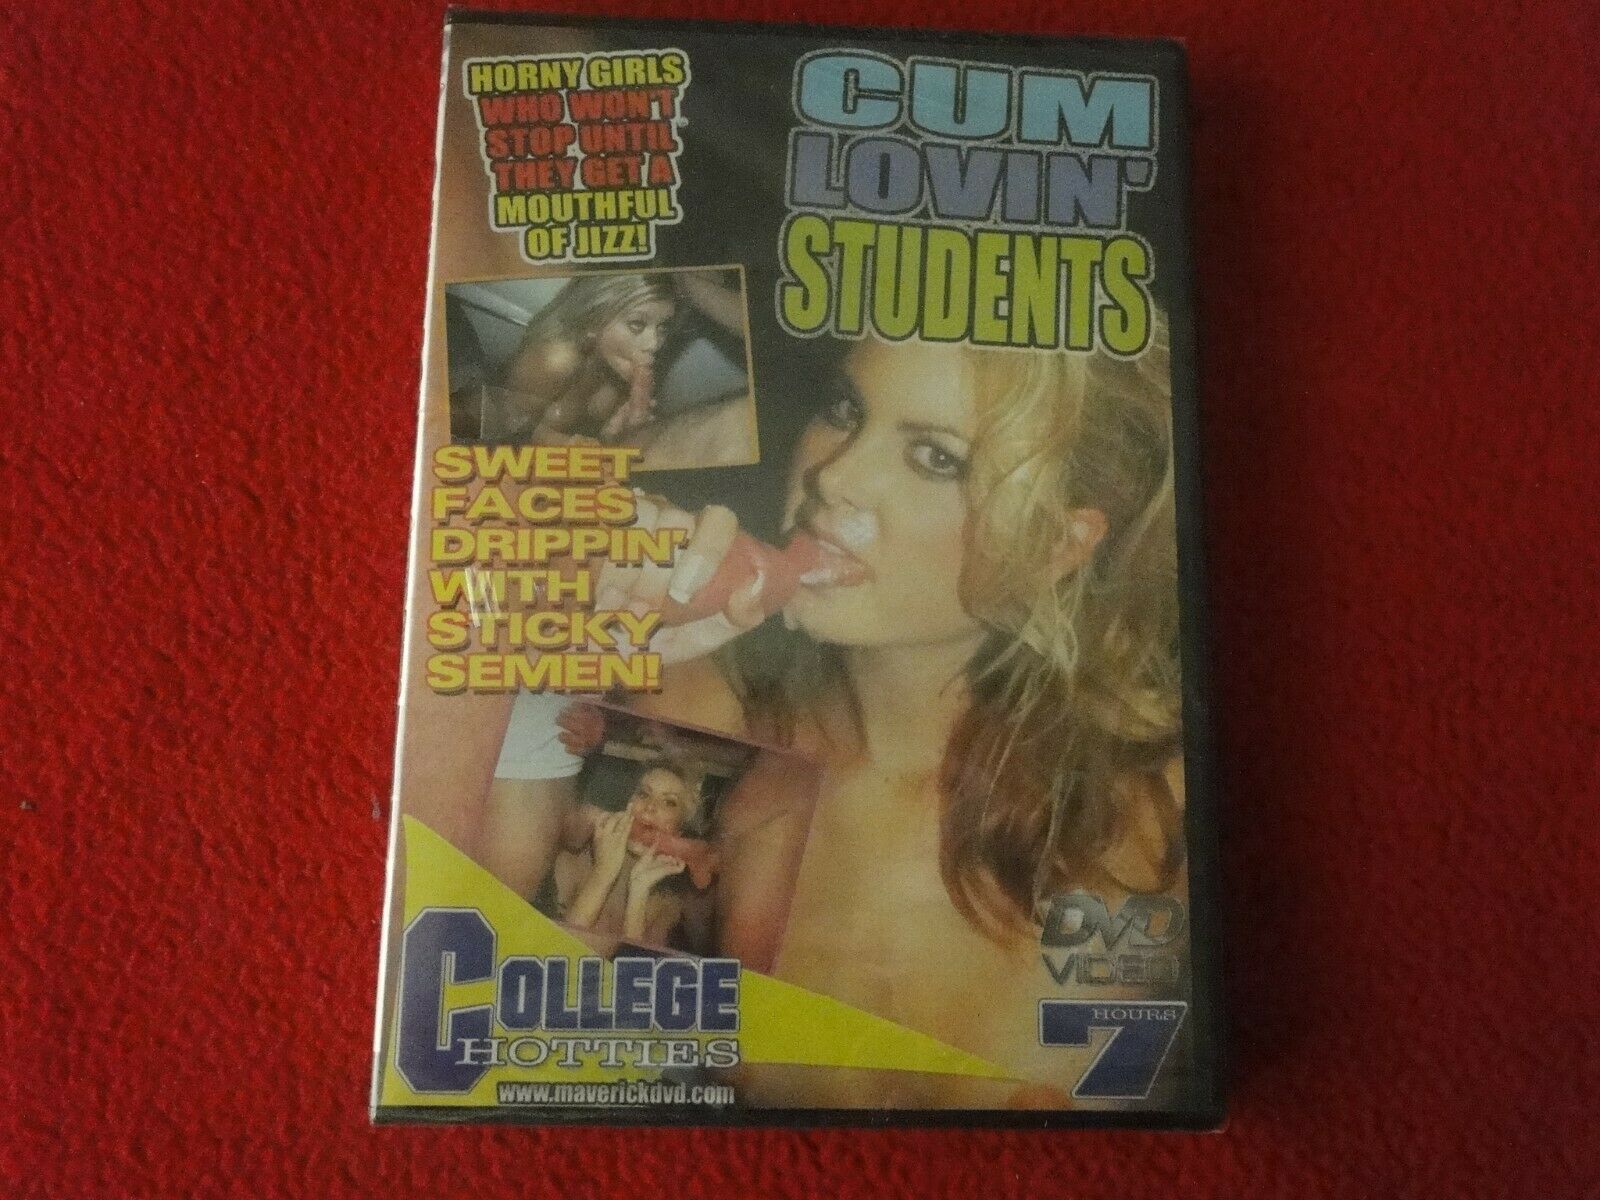 HORNY GIRLS
WHO WON'T
STOP UNTIL
THEY GET A
MOUTHFUL
OF JIZZ!
CUM
LOVIN'
STUDENTS
SWEET
FACES
DRIPPIN'
WITH
STICKY
SEMEN!
COLLEGE
HOTTIES
www.maverickdvd.com
DVD
VIDEO
HOURS
7